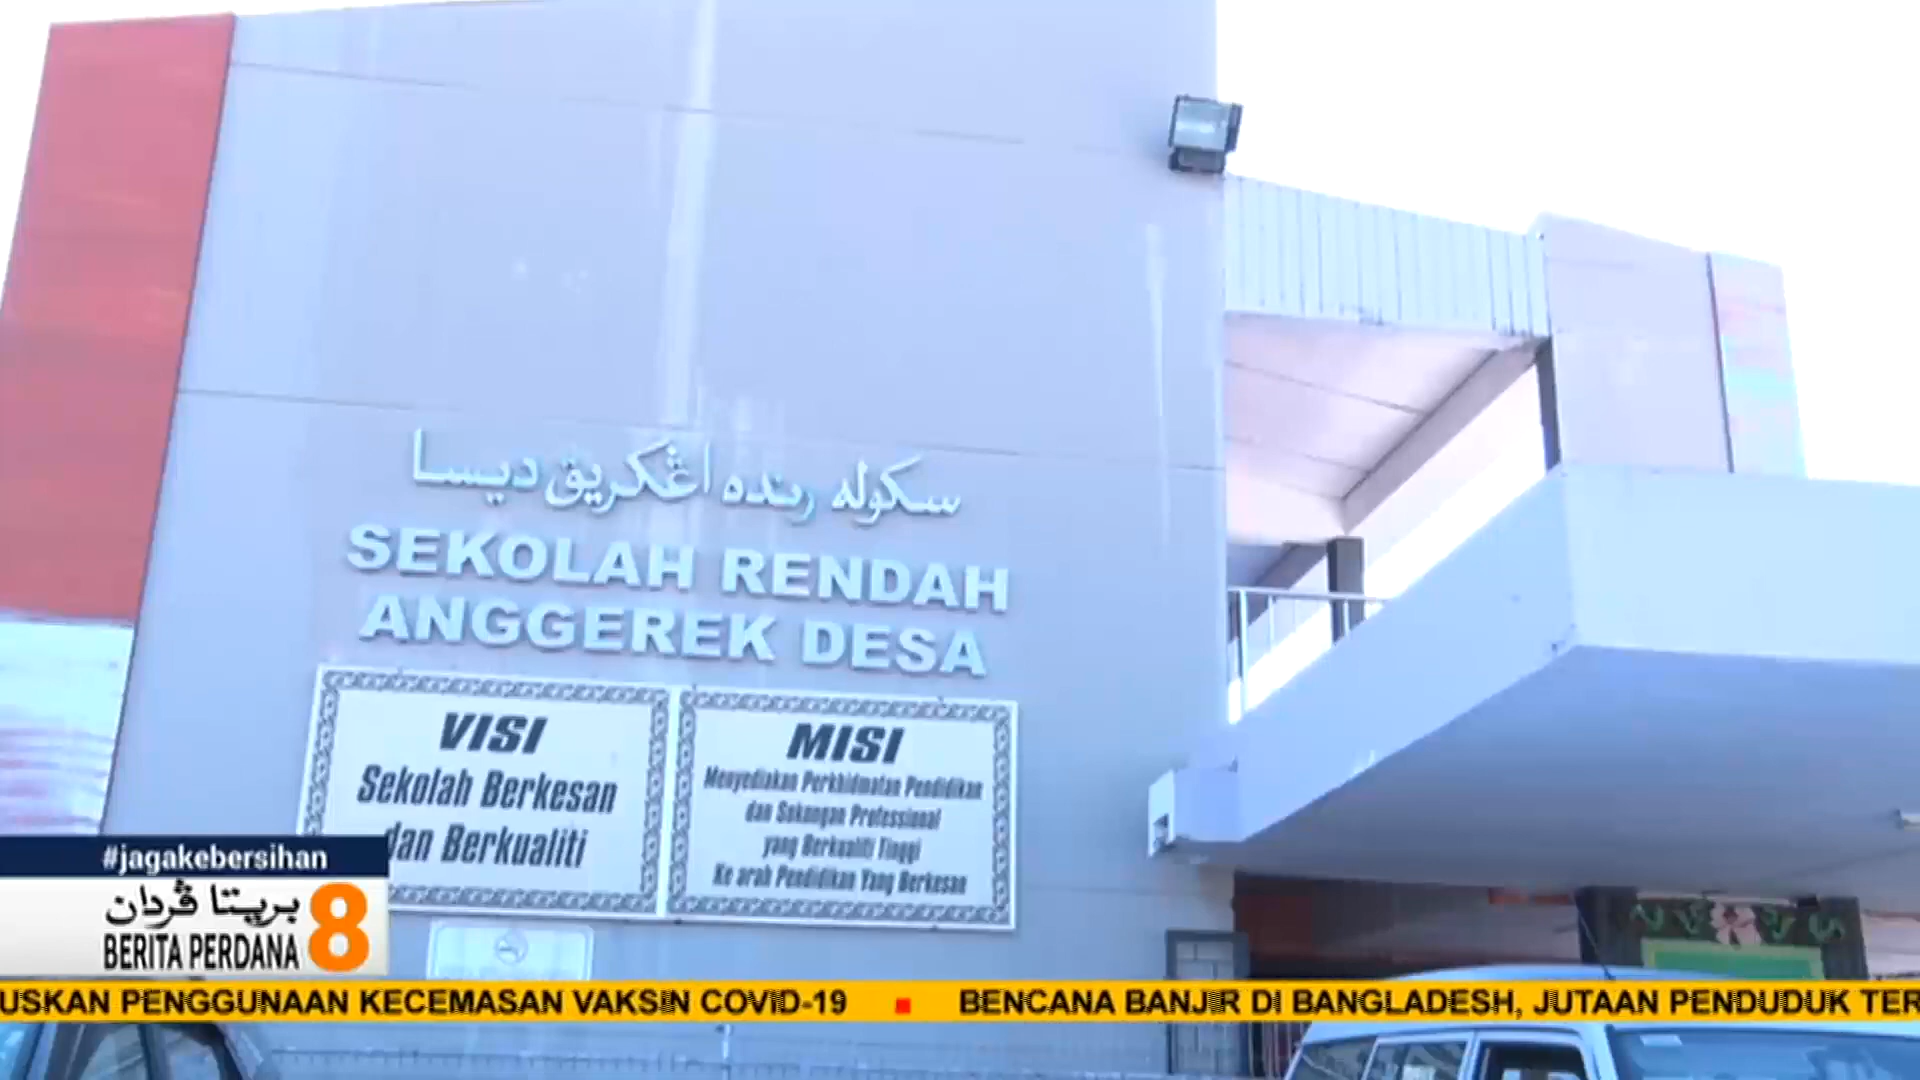 سكوله رنده اڠݢريق ديسا
SEKOLAH RENDAH
ANGGEREK DESA
VISI
Sekolah Berkesan
dan Berkualiti
MISI
Menyediakan Perkhidmatan Pendidikan
dan Sokongan Professional
yang Berkualiti Tinggi
Ke arah Pendidikan Yang Berkesan
#jagakebersihan
بريتا ڤردان
BERITA PERDANA
8
USKAN PENGGUNAAN KECEMASAN VAKSIN COVID-19 ▪ BENCANA BANJIR DI BANGLADESH, JUTAAN PENDUDUK TER